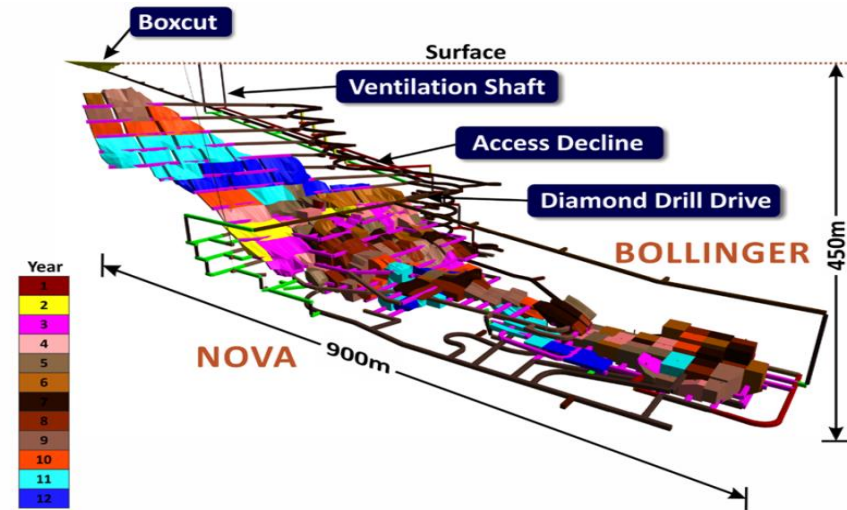 Boxcut
Surface
Ventilation Shaft
Access Decline
Diamond Drill Drive
BOLLINGER
450m
NOVA
900m
Year
1
2
3
4
5
6
7
8
9
10
11
12